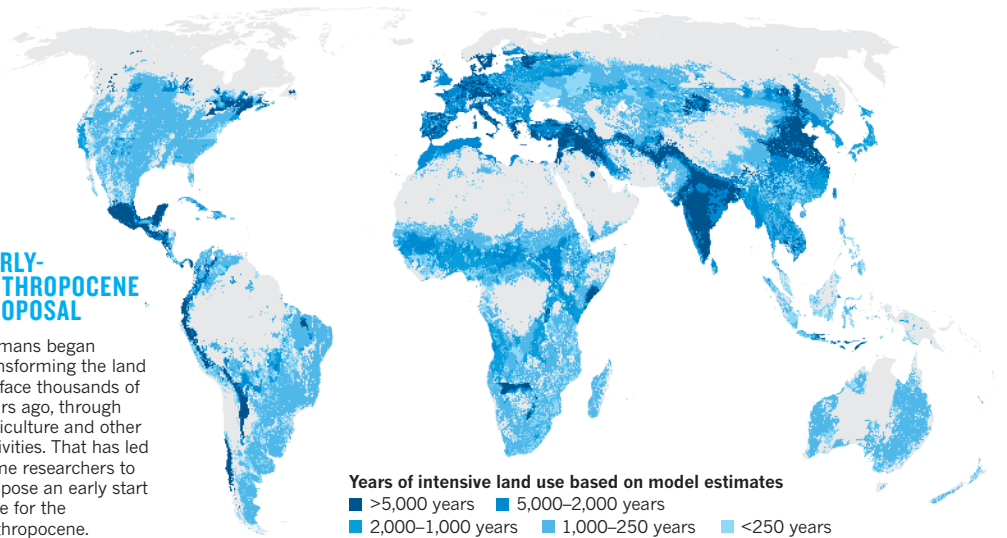 RLY-
THROPOCENE
OPOSAL
mans began
nsforming the land
face thousands of
rs ago, through
iculture and other
ivities. That has led
me researchers to
pose an early start
e for the
thropocene.
Years of intensive land use based on model estimates
>5,000 years 5,000–2,000 years
2,000–1,000 years 1,000–250 years <250 years